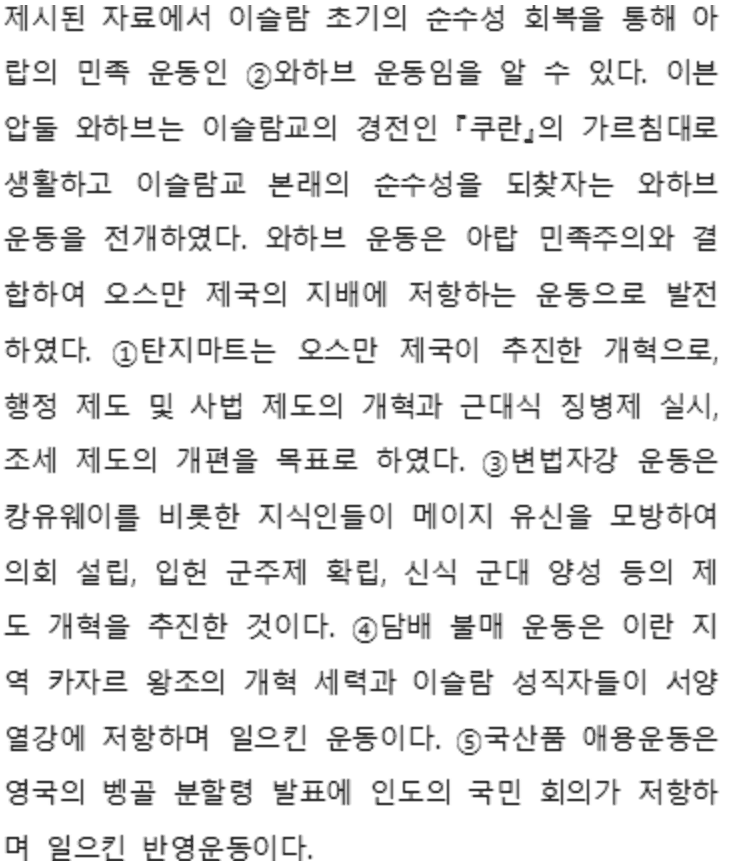 제시된 자료에서 이슬람 초기의 순수성 회복을 통해 아
랍의 민족 운동인 ②와하브 운동임을 알 수 있다. 이븐
압둘 와하브는 이슬람교의 경전인 『쿠란』의 가르침대로
생활하고 이슬람교 본래의 순수성을 되찾자는 와하브
운동을 전개하였다. 와하브 운동은 아랍 민족주의와 결
합하여 오스만 제국의 지배에 저항하는 운동으로 발전
하였다. ①탄지마트는 오스만 제국이 추진한 개혁으로,
행정 제도 및 사법 제도의 개혁과 근대식 징병제 실시,
조세 제도의 개편을 목표로 하였다. ③변법자강 운동은
캉유웨이를 비롯한 지식인들이 메이지 유신을 모방하여
의회 설립, 입헌 군주제 확립, 신식 군대 양성 등의 제
도 개혁을 추진한 것이다. ④담배 불매 운동은 이란 지
역 카자르 왕조의 개혁 세력과 이슬람 성직자들이 서양
열강에 저항하며 일으킨 운동이다. ⑤국산품 애용운동은
영국의 벵골 분할령 발표에 인도의 국민 회의가 저항하
며 일으킨 반영운동이다.